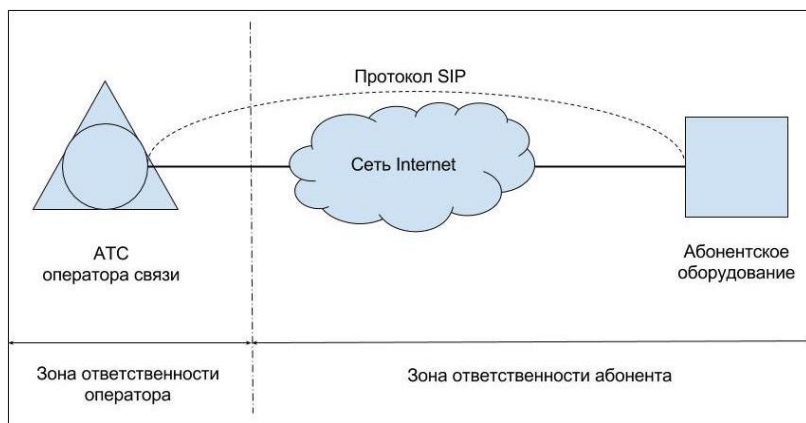 Протокол SIP
Сеть Internet
АТС
оператора связи
Абонентское
оборудование
Зона ответственности
оператора
Зона ответственности абонента